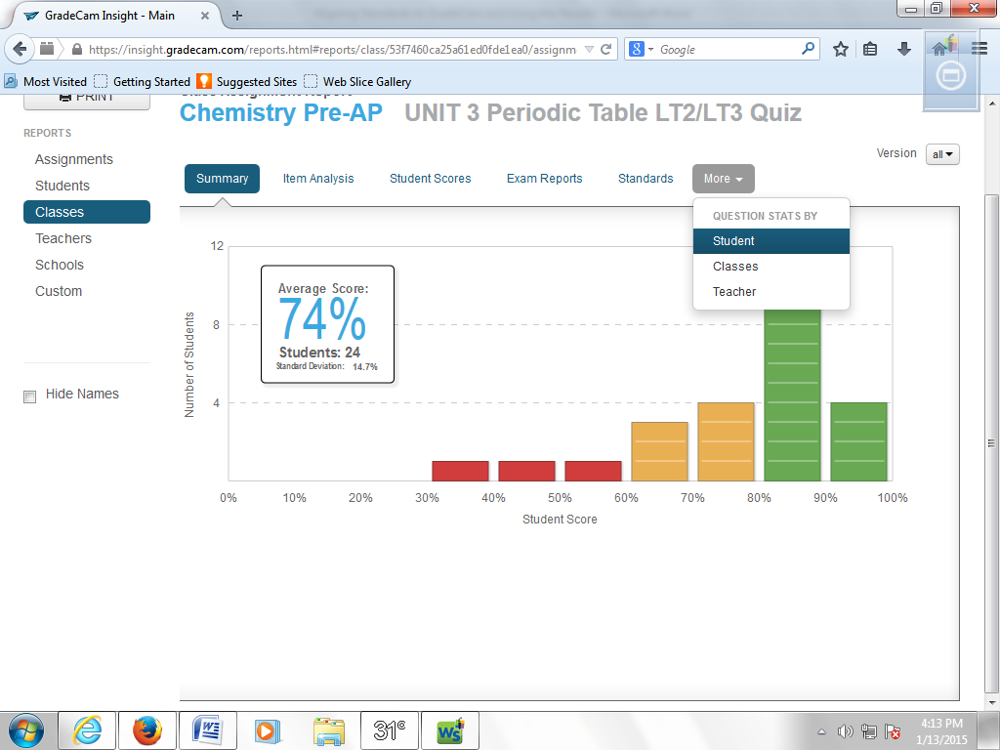 GradeCam Insight - Main
https://insight.gradecam.com/reports.html#reports/class/53f7460ca25a61ed0fde1ea0/assignm
Google
Most Visited Getting Started Suggested Sites Web Slice Gallery
PRINT
Class Assignment Report
Chemistry Pre-AP UNIT 3 Periodic Table LT2/LT3 Quiz
REPORTS
Assignments
Students
Classes
Teachers
Schools
Custom
Hide Names
Version all
Summary Item Analysis Student Scores Exam Reports Standards More
QUESTION STATS BY
Student
Classes
Teacher
12
8
4
Number of Students
Average Score:
74%
Students: 24
Standard Deviation: 14.7%
0% 10% 20% 30% 40% 50% 60% 70% 80% 90% 100%
Student Score
31°
WS
4:13 PM
1/13/2015